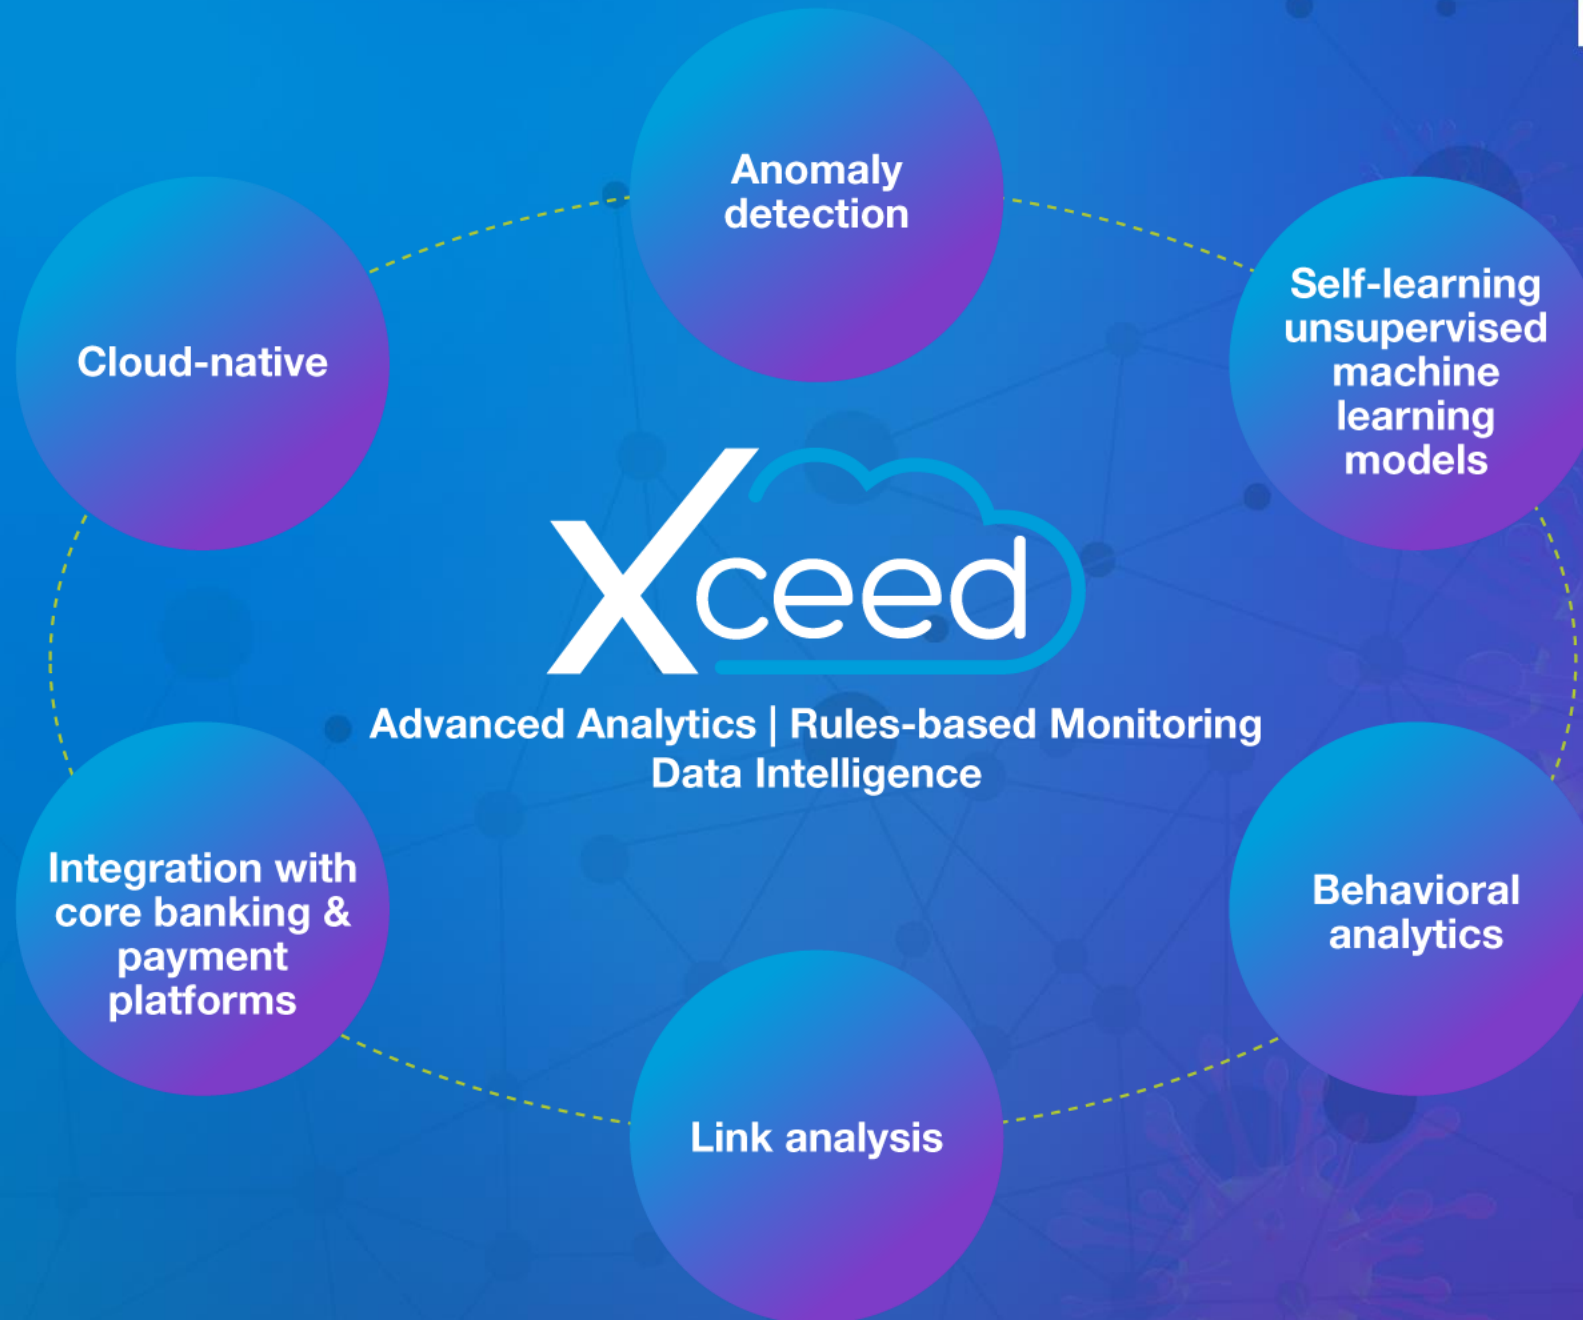 Anomaly
detection
Cloud-native
Self-learning
unsupervised
machine
learning
models
Xceed
Advanced Analytics | Rules-based Monitoring
Data Intelligence
Integration with
core banking &
payment
platforms
Behavioral
analytics
Link analysis